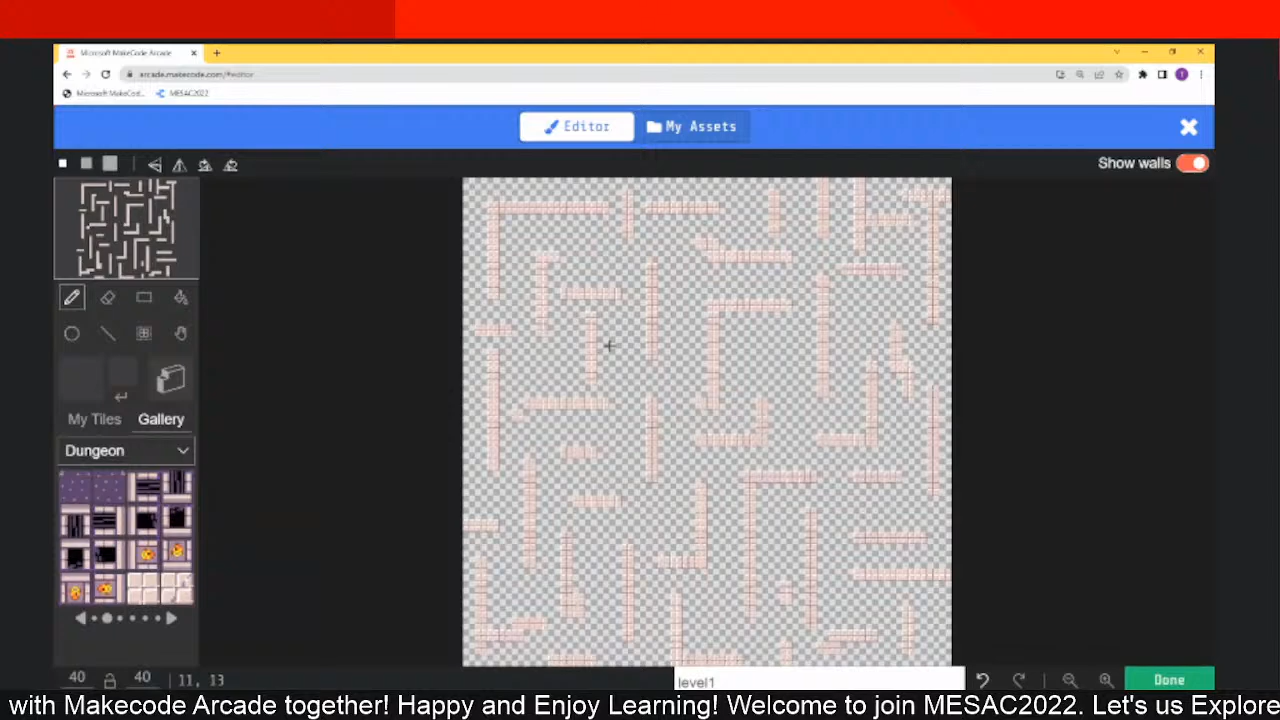 Microsoft MakeCode Arcade
arcade.makecode.com/#editor
Microsoft MakeCod...
MESAC2022
Editor
My Assets
Show walls
My Tiles
Gallery
Dungeon
40
40
11, 13
level1
Done
with Makecode Arcade together! Happy and Enjoy Learning! Welcome to join MESAC2022. Let's us Explore